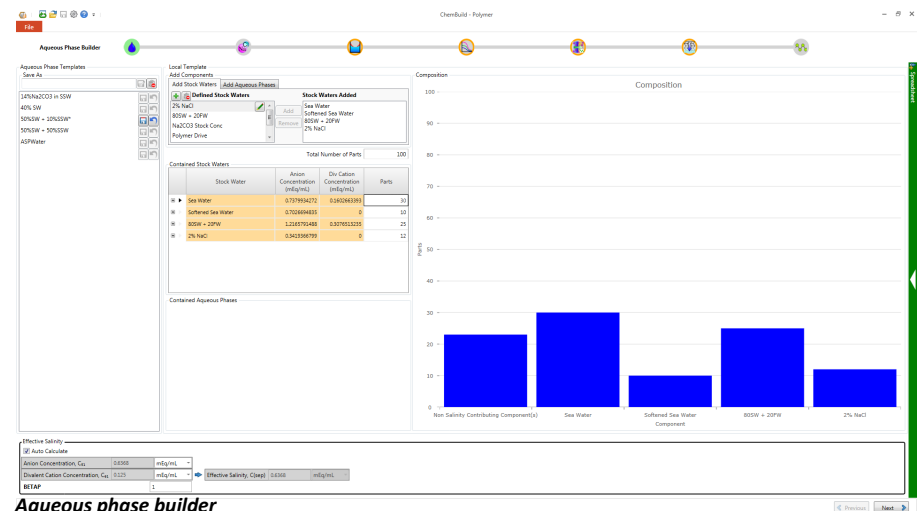 ChemBuild - Polymer
File
Aqueous Phase Builder
Aqueous Phase Templates
Save As
14%Na2CO3 in SSW
40% SW
50%SW + 10%SSW*
50%SW + 50%SSW
ASPWater
Local Template
Add Components
Add Stock Waters
Add Aqueous Phases
Defined Stock Waters
2% NaCl
80SW + 20FW
Na2CO3 Stock Conc
Polymer Drive
Add
Remove
Stock Waters Added
Sea Water
Softened Sea Water
80SW + 20FW
2% NaCl
Total Number of Parts 100
Contained Stock Waters
Stock Water Anion Concentration (mEq/mL) Div Cation Concentration (mEq/mL) Parts
Sea Water 0.7379934272 0.1602663393 30
Softened Sea Water 0.7026694835 0 10
80SW + 20FW 1.2165791488 0.3076513235 25
2% NaCl 0.3419366799 0 12
Contained Aqueous Phases
Composition
Composition
100
90
80
70
60
50
40
30
20
10
0
Parts
Non Salinity Contributing Component(s) Sea Water Softened Sea Water 80SW + 20FW 2% NaCl
Component
Spreadsheet
Effective Salinity
Auto Calculate
Anion Concentration, C51 0.6368 mEq/mL
Divalent Cation Concentration, C61 0.125 mEq/mL Effective Salinity, C(sep) 0.6368 mEq/mL
BETAP 1
Previous Next
Aqueous phase builder